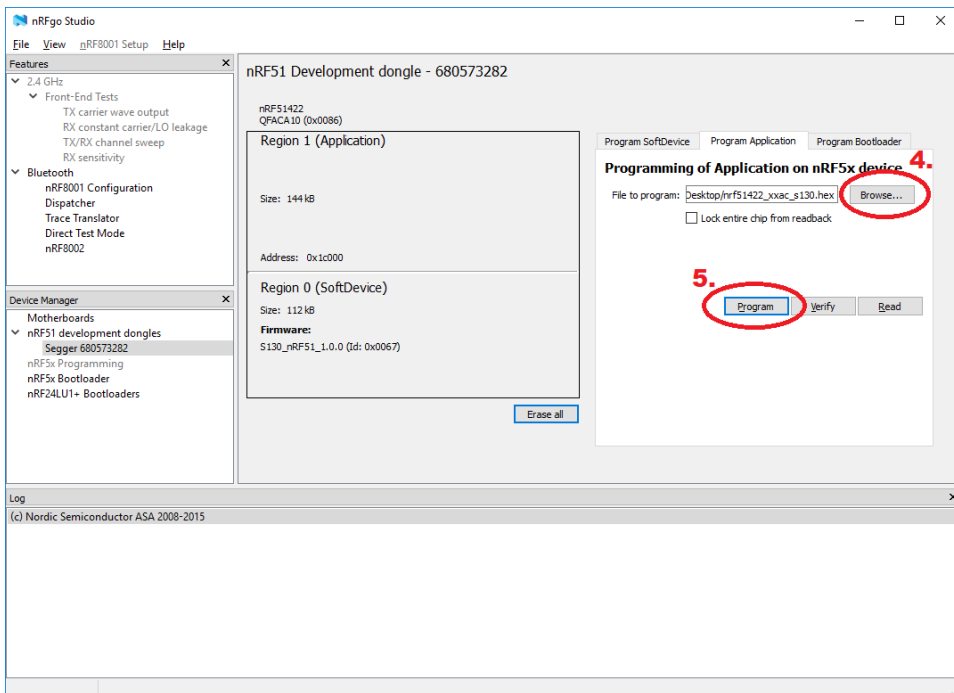 nRFgo Studio
File View nRF8001 Setup Help
Features
2.4 GHz
Front-End Tests
TX carrier wave output
RX constant carrier/LO leakage
TX/RX channel sweep
RX sensitivity
Bluetooth
nRF8001 Configuration
Dispatcher
Trace Translator
Direct Test Mode
nRF8002
Device Manager
Motherboards
nRF51 development dongles
Segger 680573282
nRF5x Programming
nRF5x Bootloader
nRF24LU1+ Bootloaders
nRF51 Development dongle - 680573282
nRF51422
QFACA10 (0x0086)
Region 1 (Application)
Size: 144 kB
Address: 0x1c000
Region 0 (SoftDevice)
Size: 112 kB
Firmware:
S130_nRF51_1.0.0 (Id: 0x0067)
Erase all
Program SoftDevice Program Application Program Bootloader
Programming of Application on nRF5x device
4.
File to program: Desktop/nrf51422_xxac_s130.hex Browse...
Lock entire chip from readback
5.
Program Verify Read
Log
(c) Nordic Semiconductor ASA 2008-2015